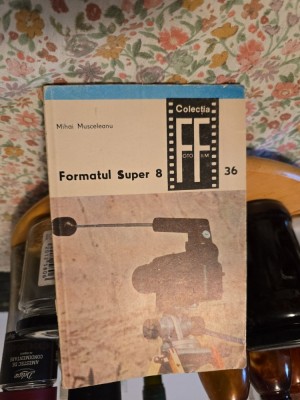 Colecția
Mihai Musceleanu
FF
FOTO FILM
Formatul Super 8
36